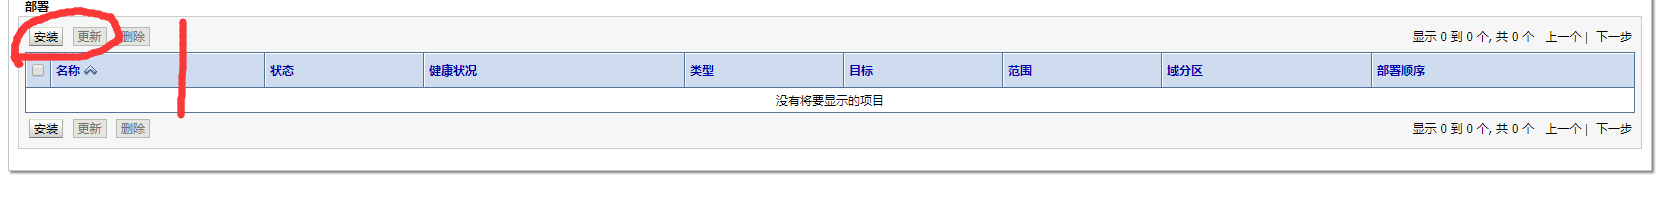 部署
安装 更新 删除 显示 0 到 0 个, 共 0 个 上一个 | 下一步
名称 状态 健康状况 类型 目标 范围 域分区 部署顺序
没有将要显示的项目
安装 更新 删除 显示 0 到 0 个, 共 0 个 上一个 | 下一步